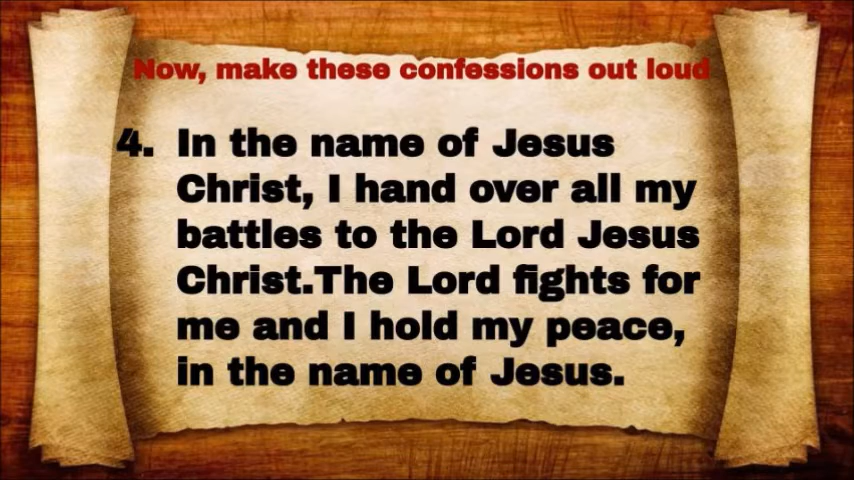 Now, make these confessions out loud
4. In the name of Jesus
Christ, I hand over all my
battles to the Lord Jesus
Christ.The Lord fights for
me and I hold my peace,
in the name of Jesus.